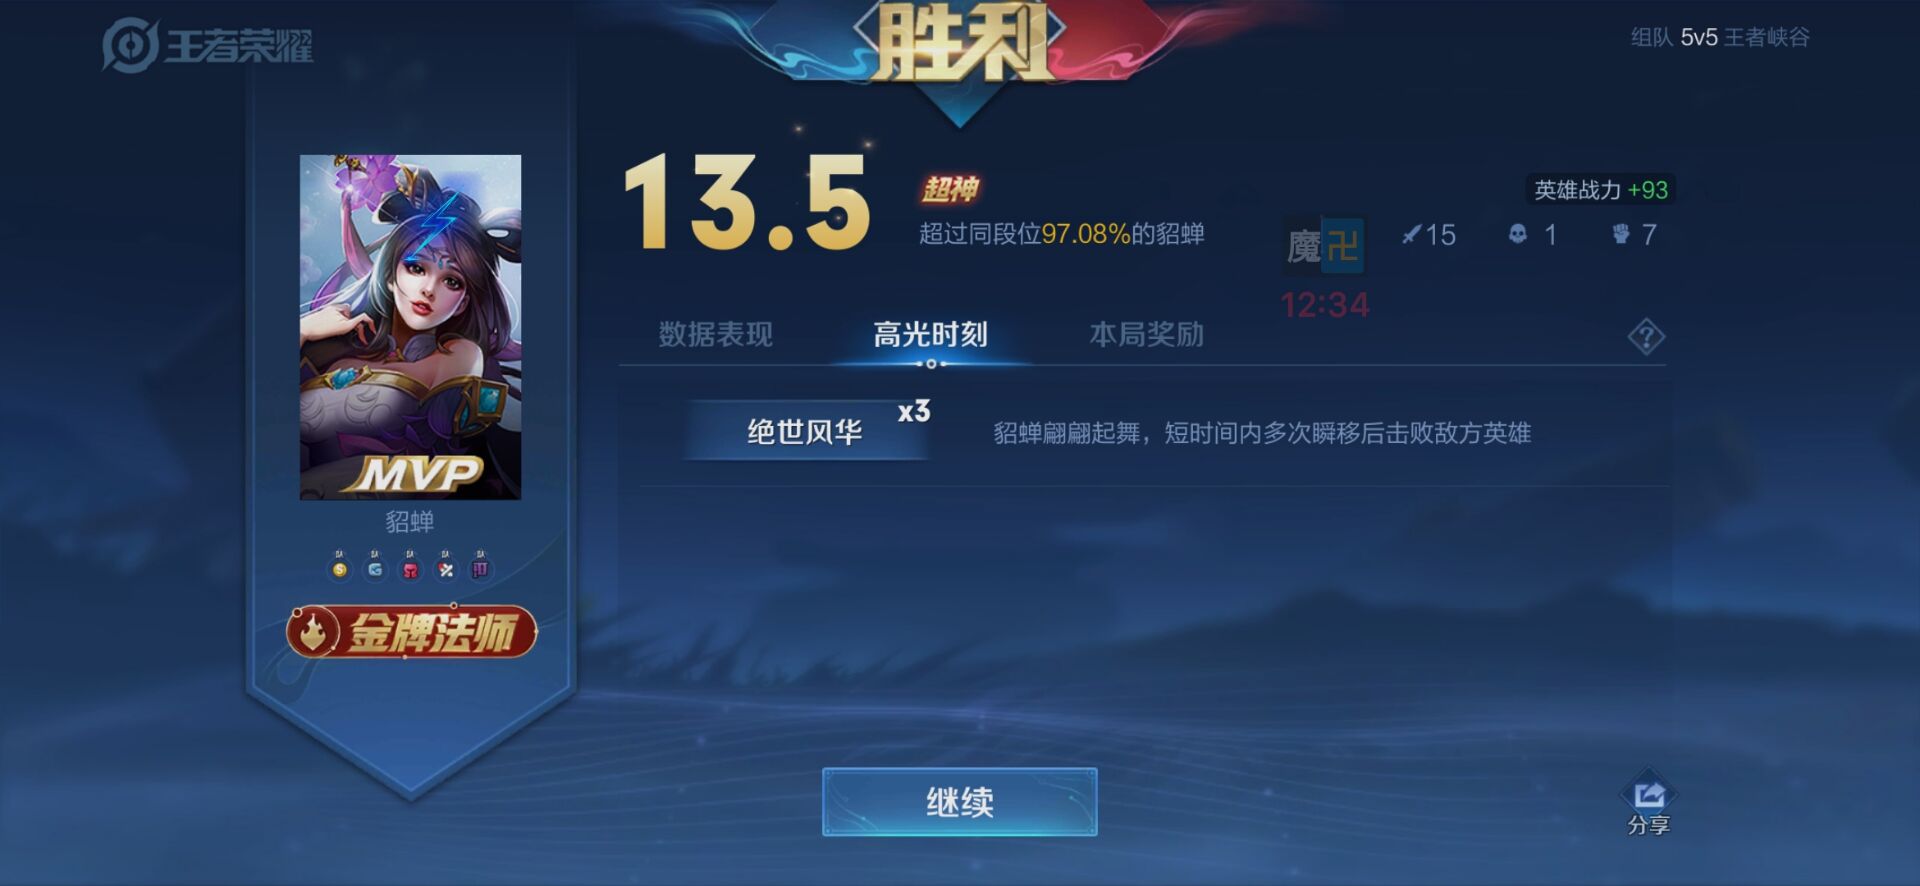 王者荣耀
胜利
组队 5v5 王者峡谷
13.5
超神
超过同段位97.08%的貂蝉
英雄战力 +93
魔卍
15 1 7
12:34
数据表现 高光时刻 本局奖励
?
绝世风华 x3
貂蝉翩翩起舞，短时间内多次瞬移后击败敌方英雄
MVP
貂蝉
金牌法师
继续
分享